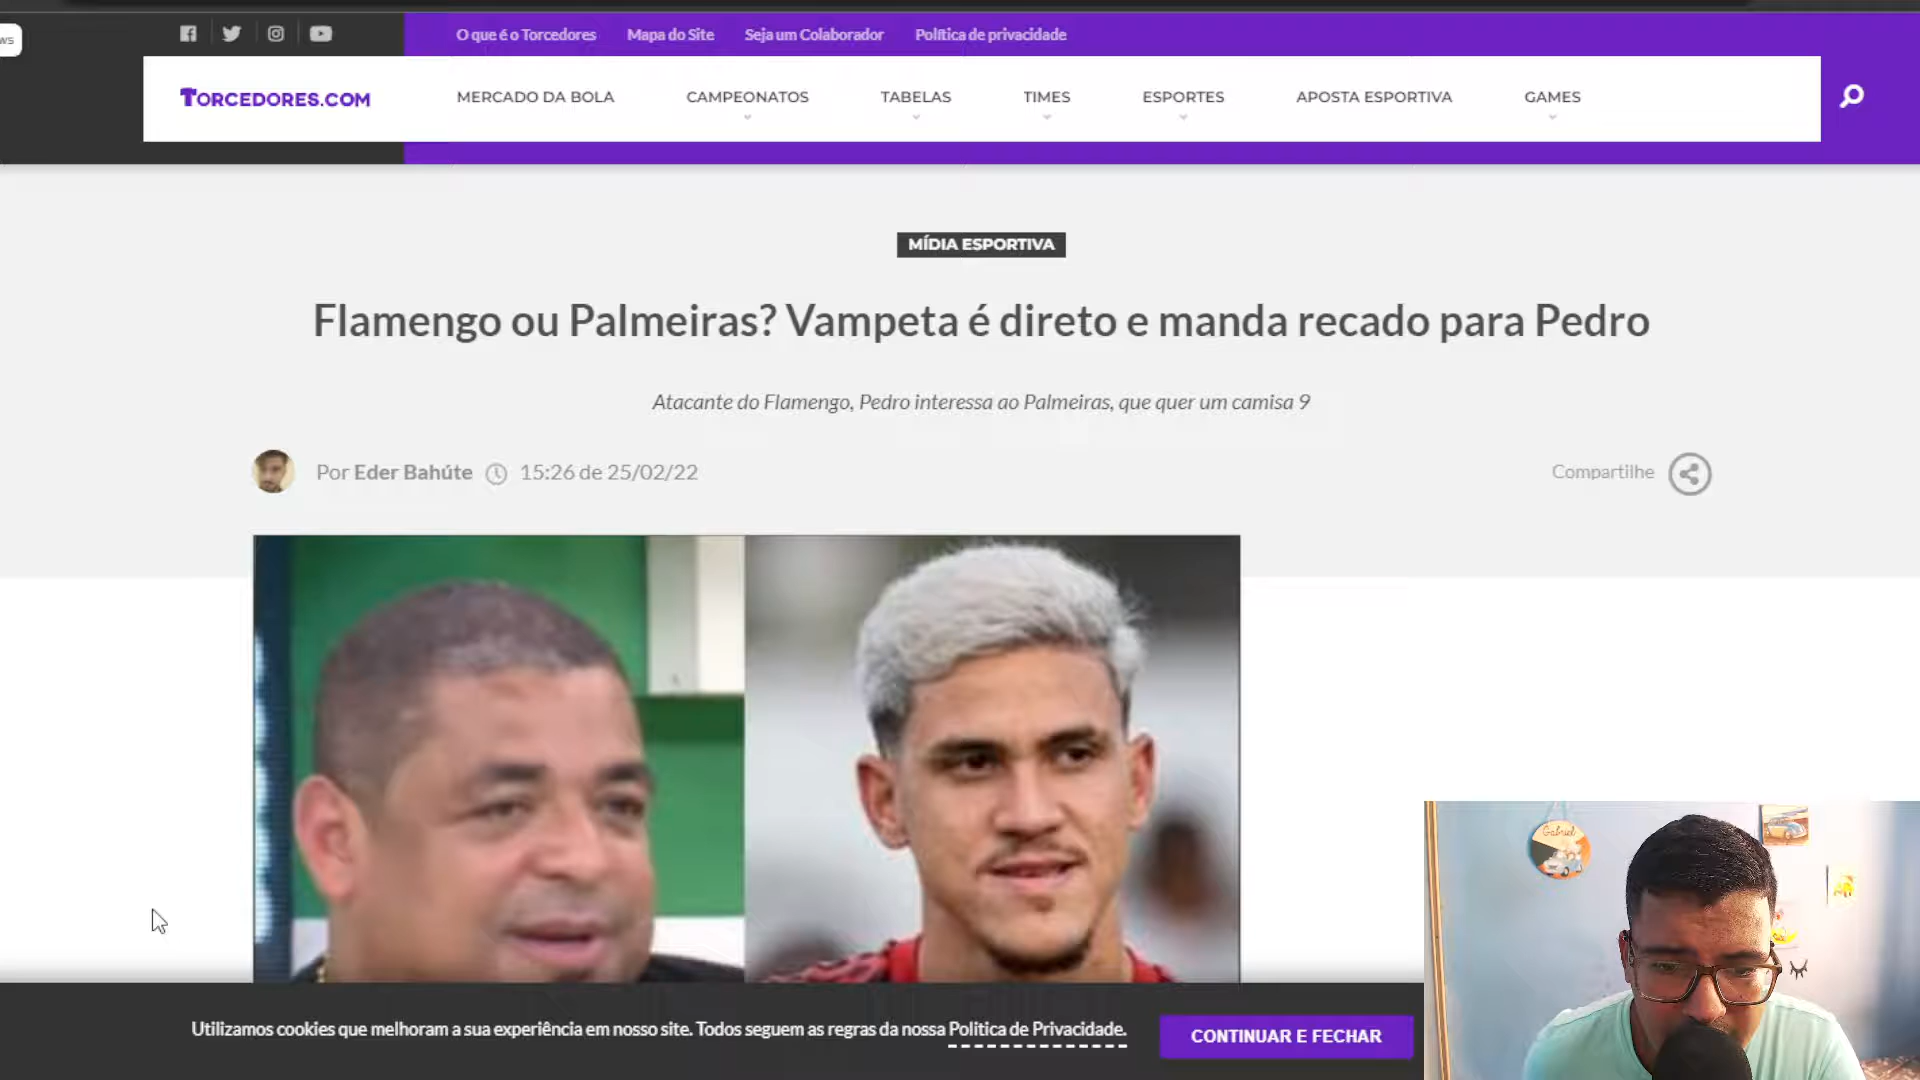 ws
O que é o Torcedores Mapa do Site Seja um Colaborador Política de privacidade
TORCEDORES.COM MERCADO DA BOLA CAMPEONATOS TABELAS TIMES ESPORTES APOSTA ESPORTIVA GAMES
MÍDIA ESPORTIVA
Flamengo ou Palmeiras? Vampeta é direto e manda recado para Pedro
Atacante do Flamengo, Pedro interessa ao Palmeiras, que quer um camisa 9
Por Eder Bahúte 15:26 de 25/02/22 Compartilhe
Gabriel
Utilizamos cookies que melhoram a sua experiência em nosso site. Todos seguem as regras da nossa Politica de Privacidade. CONTINUAR E FECHAR